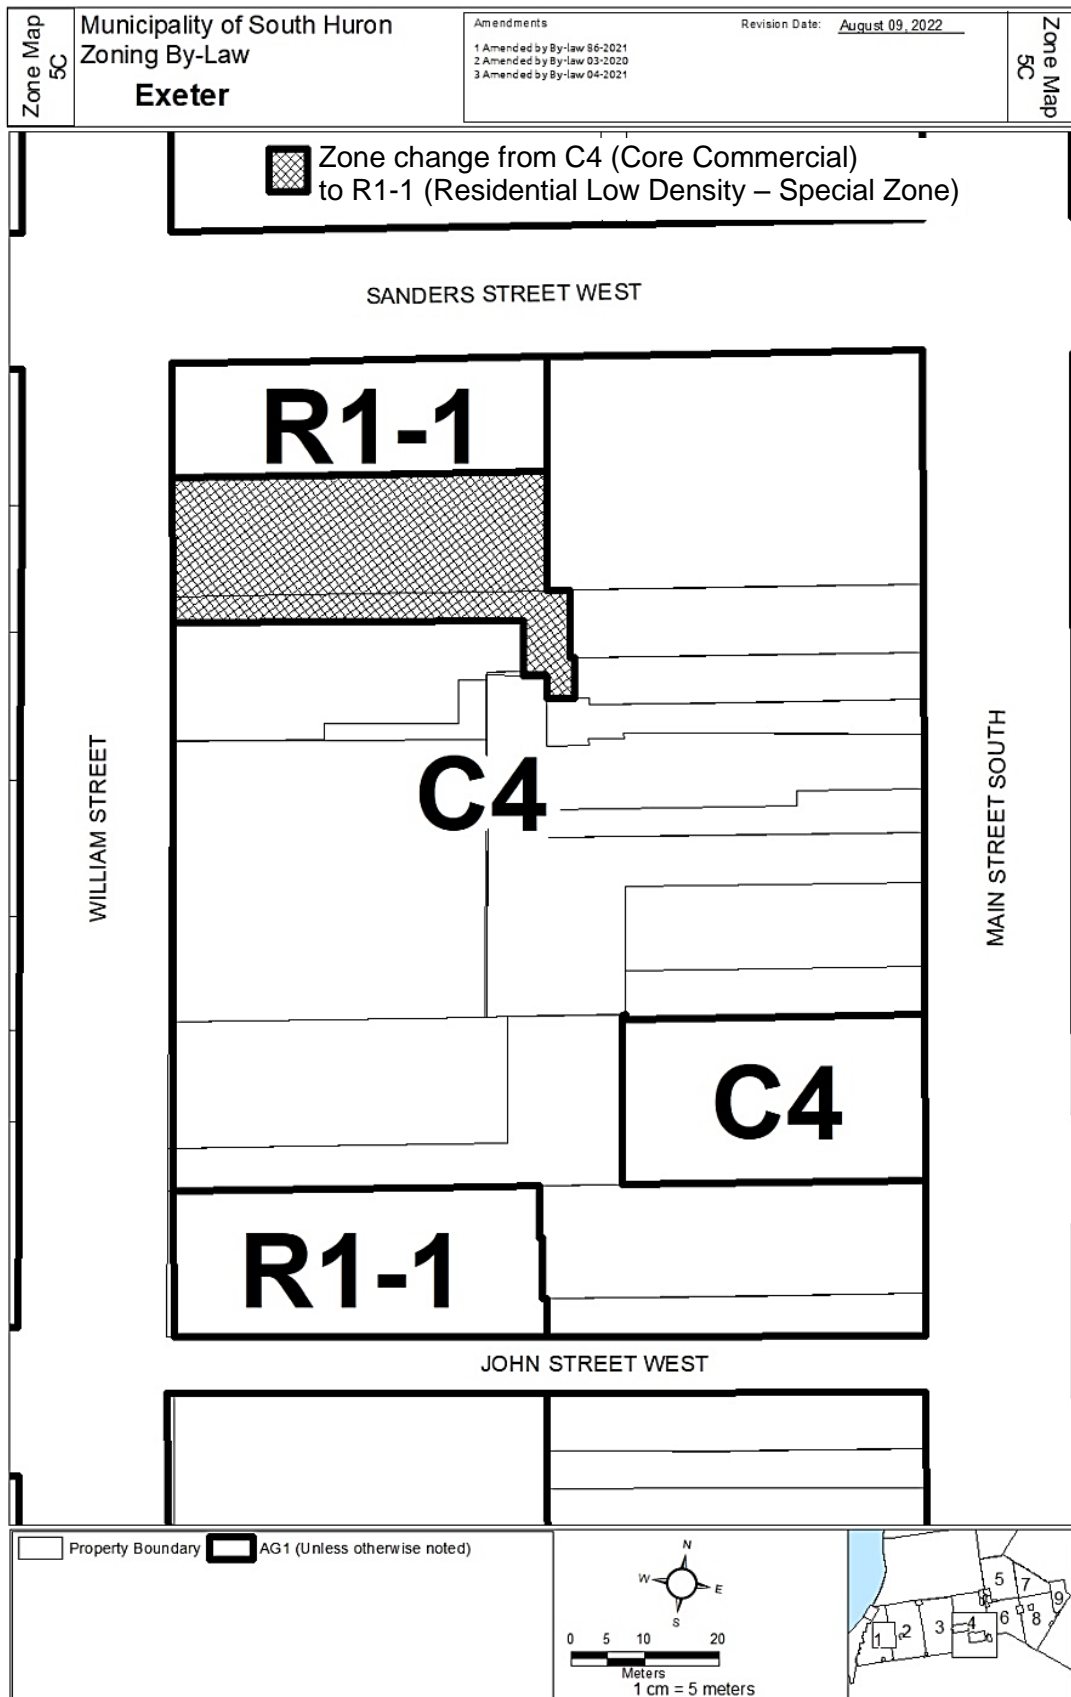 Zone Map
5C
Municipality of South Huron
Zoning By-Law
Exeter
Amendments
1 Amended by By-law 86-2021
2 Amended by By-law 03-2020
3 Amended by By-law 04-2021
Revision Date: August 09, 2022
Zone Map
5C
Zone change from C4 (Core Commercial)
to R1-1 (Residential Low Density – Special Zone)
SANDERS STREET WEST
R1-1
C4
WILLIAM STREET
MAIN STREET SOUTH
C4
R1-1
JOHN STREET WEST
Property Boundary
AG1 (Unless otherwise noted)
N
W
E
S
0 5 10 20
Meters
1 cm = 5 meters
5
7
9
1
2
3
4
6
8